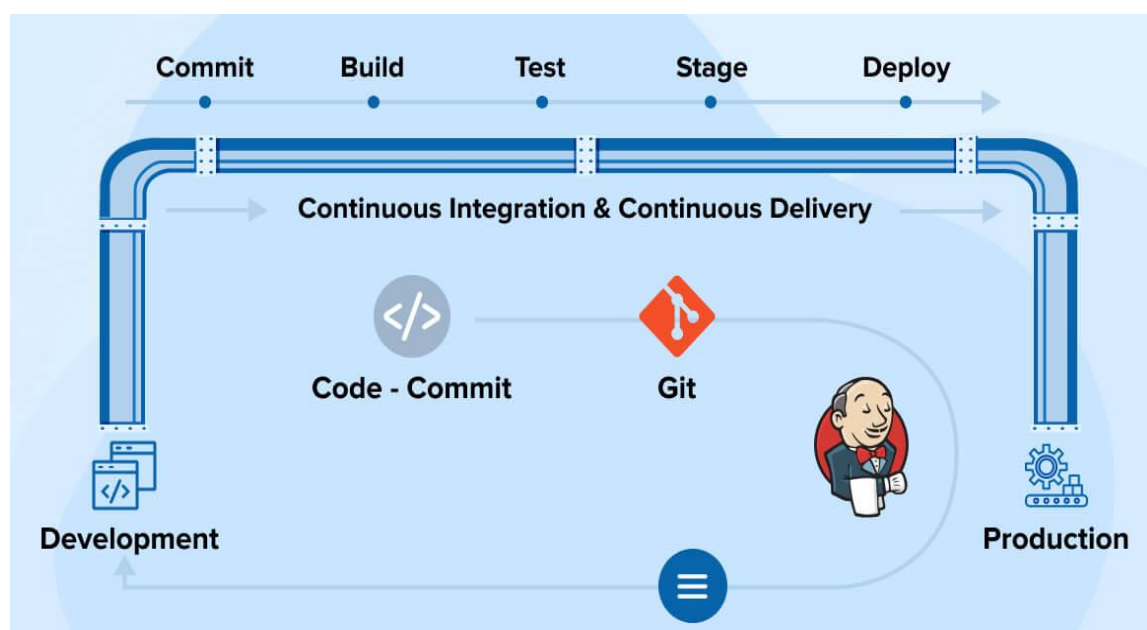 Commit Build Test Stage Deploy
Continuous Integration & Continuous Delivery
</>
Code - Commit Git
</>
Development Production